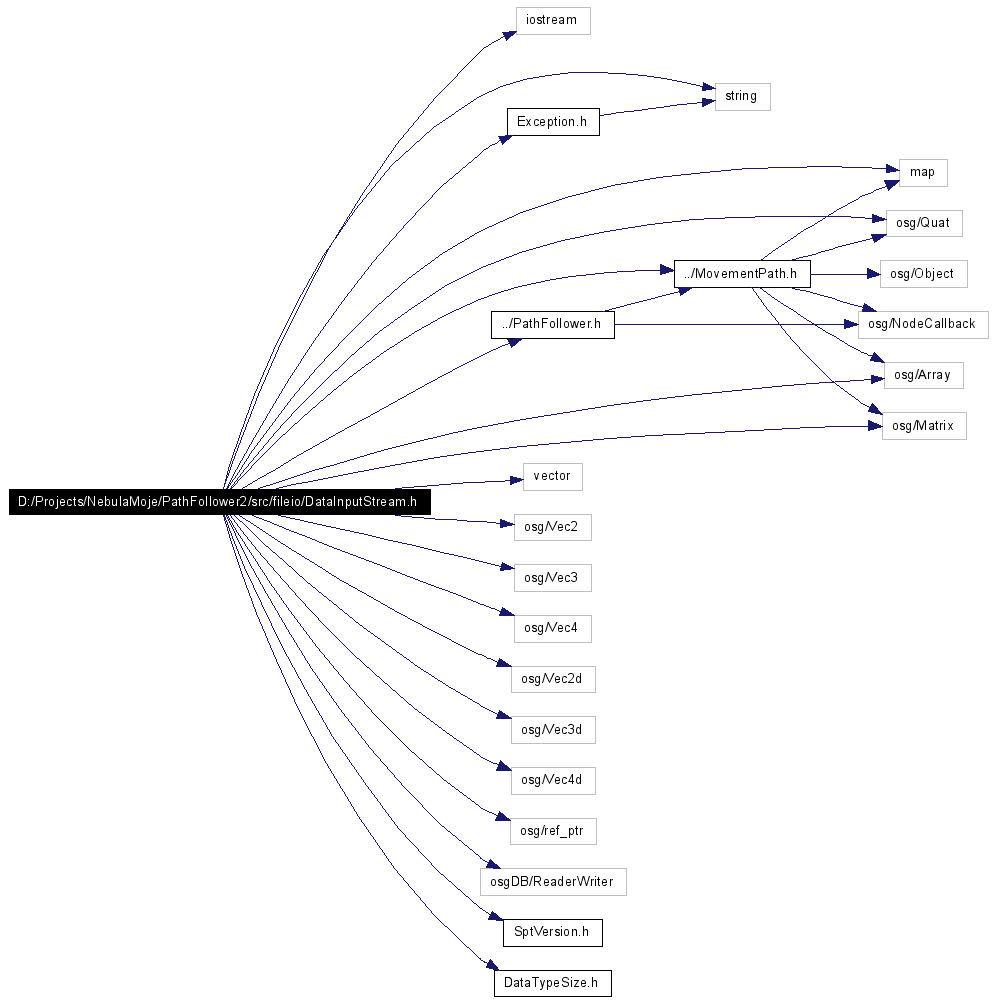 iostream
string
Exception.h
map
osg/Quat
../MovementPath.h
osg/Object
../PathFollower.h
osg/NodeCallback
osg/Array
osg/Matrix
vector
D:/Projects/NebulaMoje/PathFollower2/src/fileio/DataInputStream.h
osg/Vec2
osg/Vec3
osg/Vec4
osg/Vec2d
osg/Vec3d
osg/Vec4d
osg/ref_ptr
osgDB/ReaderWriter
SptVersion.h
DataTypeSize.h